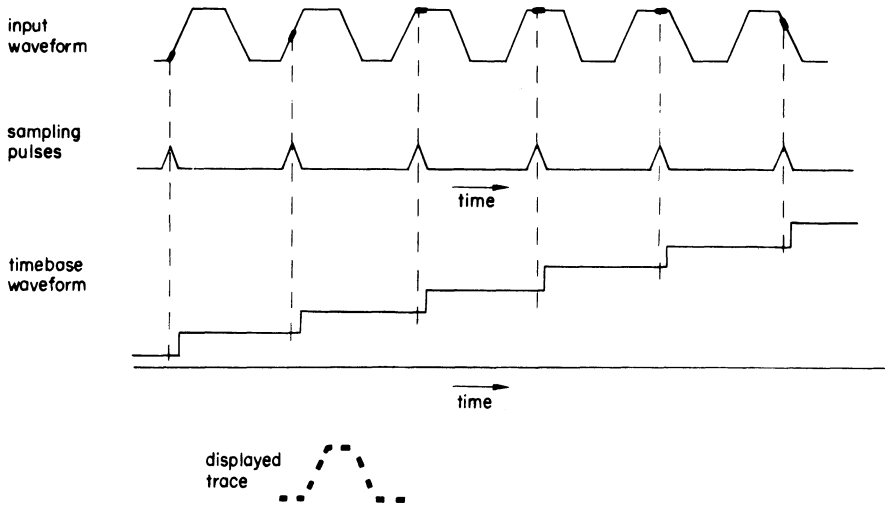 input
waveform
sampling
pulses
time
timebase
waveform
time
displayed
trace